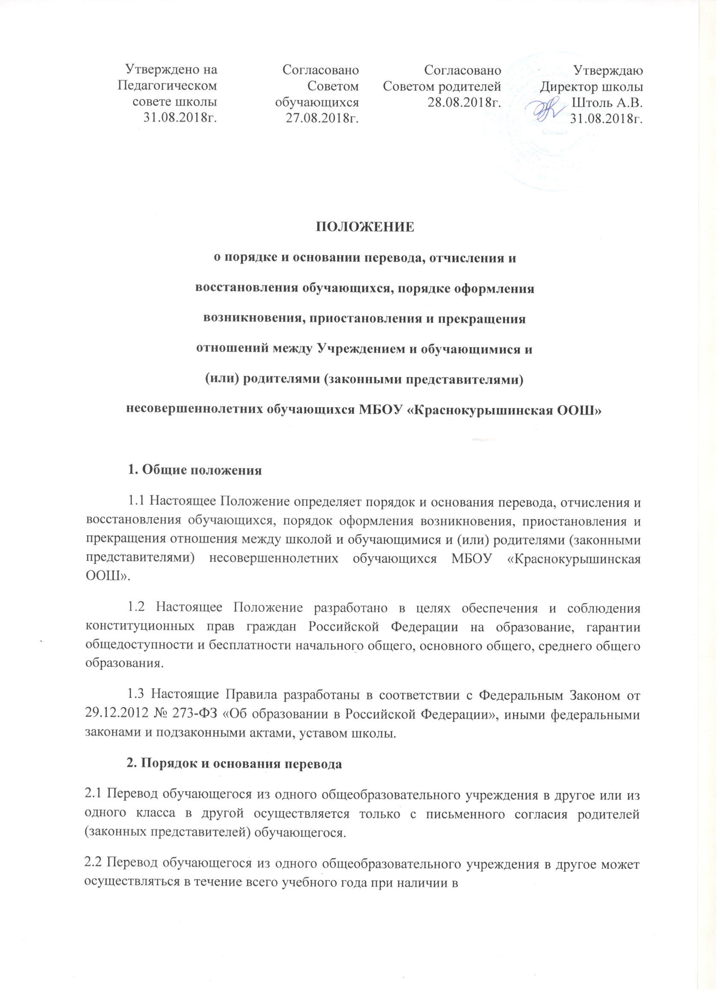 Утверждено на
Педагогическом
совете школы
31.08.2018г.
Согласовано
Советом
обучающихся
27.08.2018г.
Согласовано
Советом родителей
28.08.2018г.
Утверждаю
Директор школы
Штоль А.В.
31.08.2018г.
ПОЛОЖЕНИЕ
о порядке и основании перевода, отчисления и
восстановления обучающихся, порядке оформления
возникновения, приостановления и прекращения
отношений между Учреждением и обучающимися и
(или) родителями (законными представителями)
несовершеннолетних обучающихся МБОУ «Краснокурышинская ООШ»
1. Общие положения
1.1 Настоящее Положение определяет порядок и основания перевода, отчисления и
восстановления обучающихся, порядок оформления возникновения, приостановления и
прекращения отношения между школой и обучающимися и (или) родителями (законными
представителями) несовершеннолетних обучающихся МБОУ «Краснокурышинская
ООШ».
1.2 Настоящее Положение разработано в целях обеспечения и соблюдения
конституционных прав граждан Российской Федерации на образование, гарантии
общедоступности и бесплатности начального общего, основного общего, среднего общего
образования.
1.3 Настоящие Правила разработаны в соответствии с Федеральным Законом от
29.12.2012 № 273-ФЗ «Об образовании в Российской Федерации», иными федеральными
законами и подзаконными актами, уставом школы.
2. Порядок и основания перевода
2.1 Перевод обучающегося из одного общеобразовательного учреждения в другое или из
одного класса в другой осуществляется только с письменного согласия родителей
(законных представителей) обучающегося.
2.2 Перевод обучающегося из одного общеобразовательного учреждения в другое может
осуществляться в течение всего учебного года при наличии в